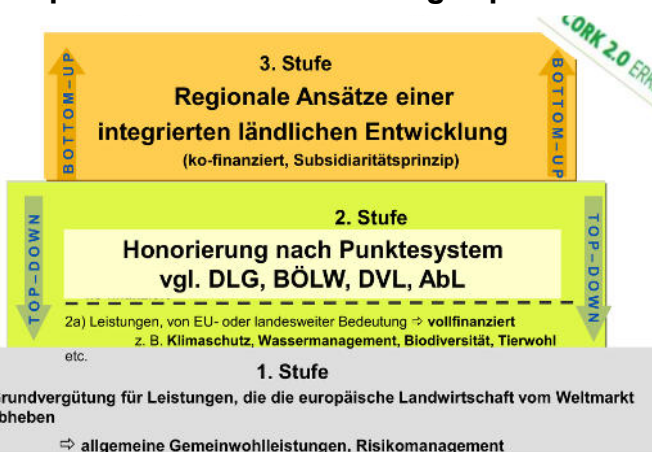 CORK 2.0
3. Stufe
Regionale Ansätze einer
integrierten ländlichen Entwicklung
(ko-finanziert, Subsidiaritätsprinzip)
BOTTOM–UP
BOTTOM–UP
2. Stufe
Honorierung nach Punktesystem
vgl. DLG, BÖLW, DVL, AbL
2a) Leistungen, von EU- oder landesweiter Bedeutung ⇨ vollfinanziert
z. B. Klimaschutz, Wassermanagement, Biodiversität, Tierwohl
etc.
TOP–DOWN
TOP–DOWN
1. Stufe
für Leistungen, die die europäische Landwirtschaft vom Weltmarkt
⇨ allgemeine Gemeinwohlleistungen, Risikomanagement